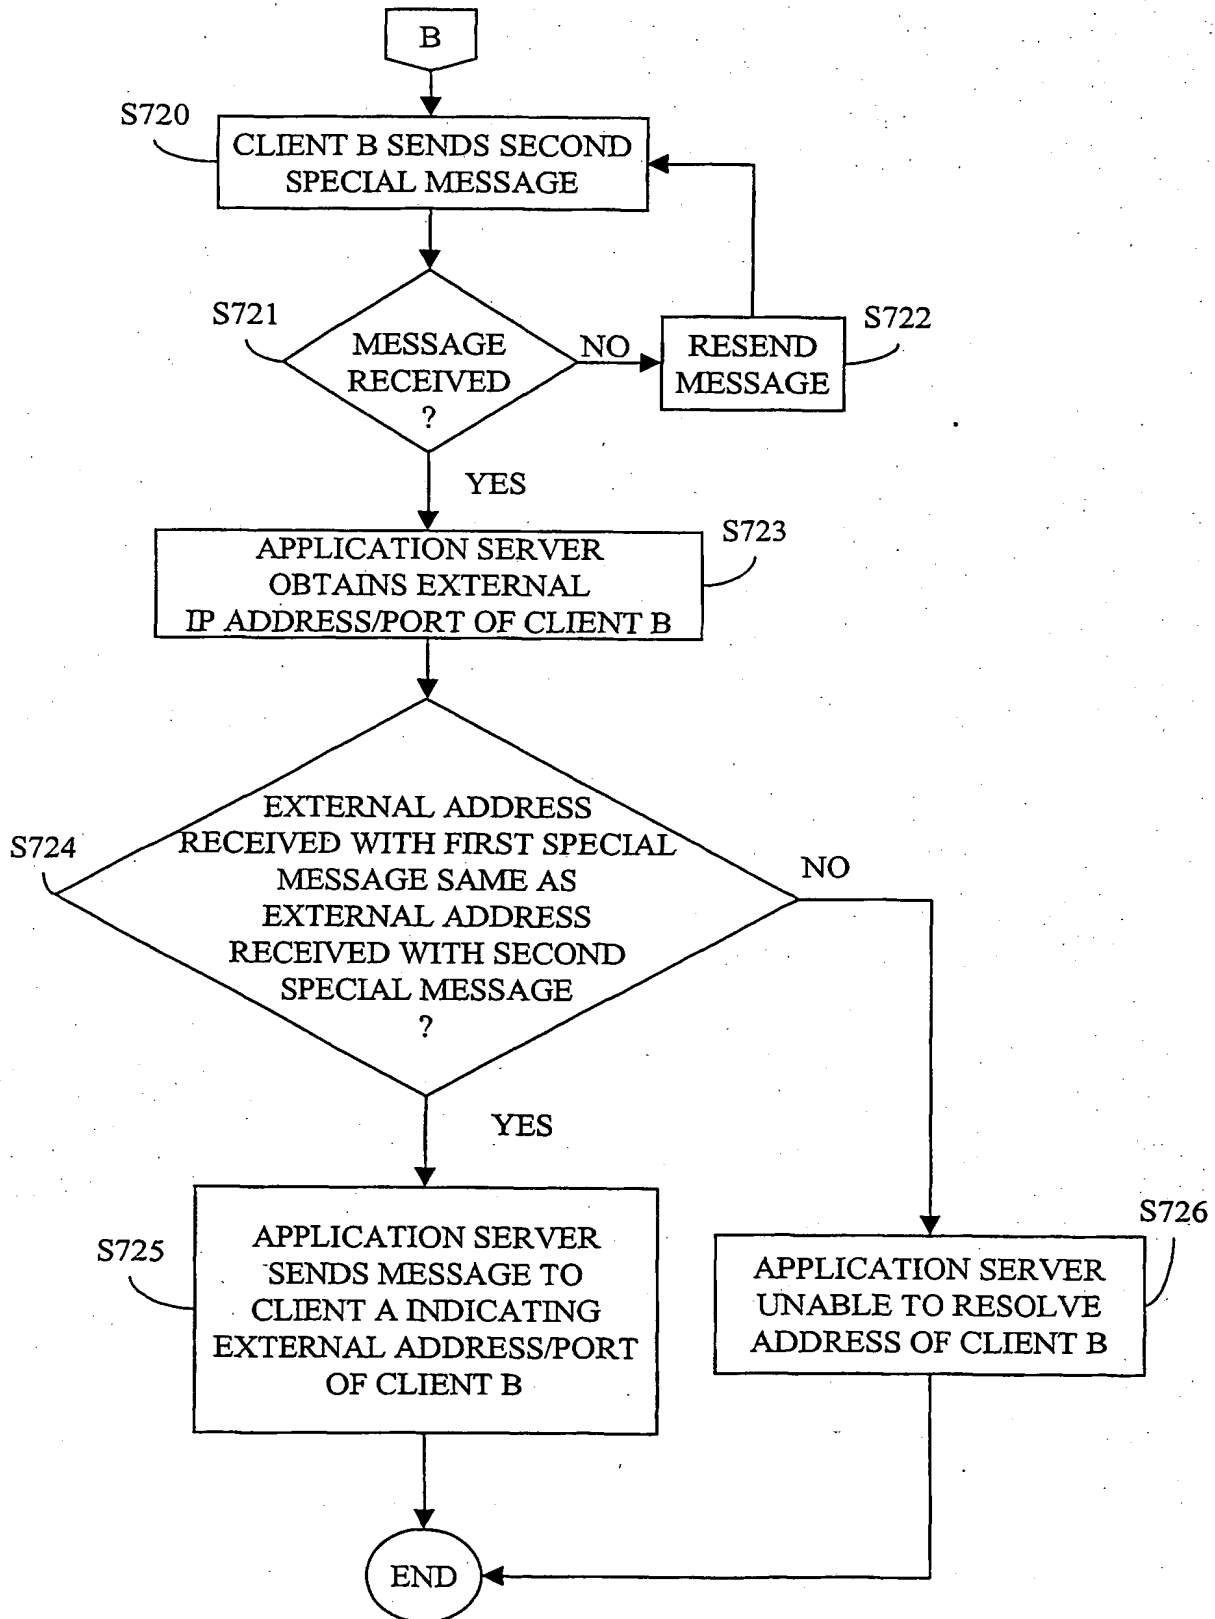 B
S720
CLIENT B SENDS SECOND
SPECIAL MESSAGE
S721
MESSAGE
RECEIVED
?
NO
S722
RESEND
MESSAGE
YES
S723
APPLICATION SERVER
OBTAINS EXTERNAL
IP ADDRESS/PORT OF CLIENT B
S724
EXTERNAL ADDRESS
RECEIVED WITH FIRST SPECIAL
MESSAGE SAME AS
EXTERNAL ADDRESS
RECEIVED WITH SECOND
SPECIAL MESSAGE
?
NO
YES
S725
APPLICATION SERVER
SENDS MESSAGE TO
CLIENT A INDICATING
EXTERNAL ADDRESS/PORT
OF CLIENT B
S726
APPLICATION SERVER
UNABLE TO RESOLVE
ADDRESS OF CLIENT B
END